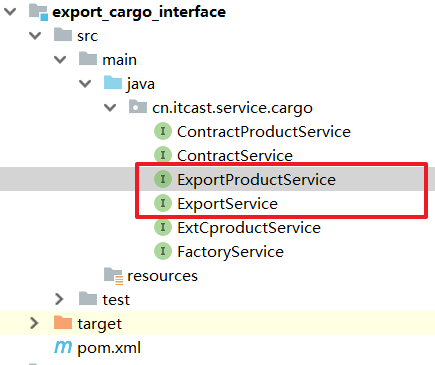 export_cargo_interface
src
main
java
cn.itcast.service.cargo
I ContractProductService
I ContractService
I ExportProductService
I ExportService
I ExtCproductService
I FactoryService
resources
test
target
m pom.xml